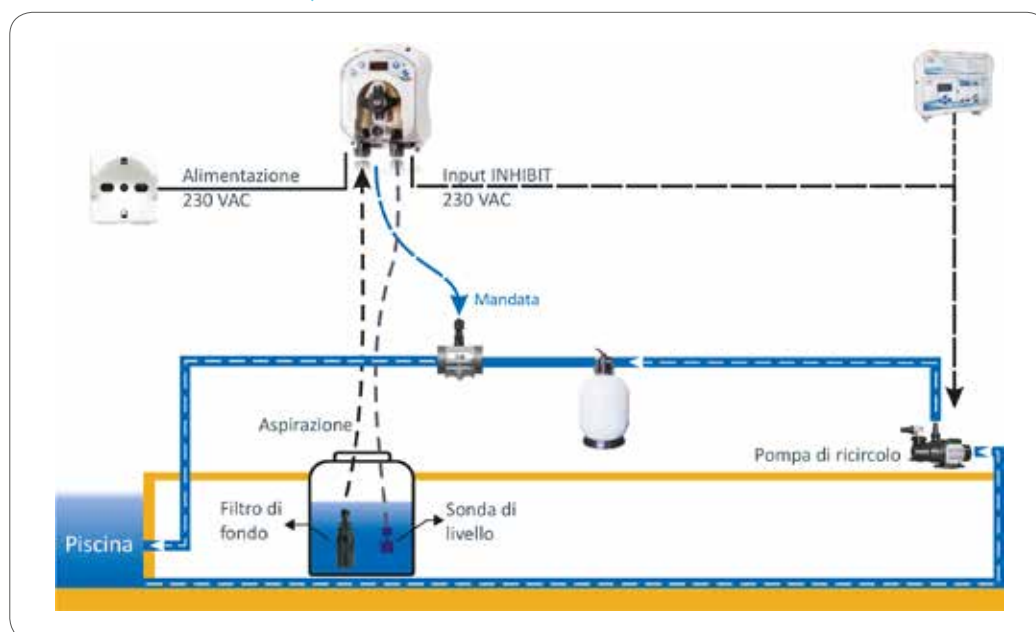 Alimentazione
230 VAC
Input INHIBIT
230 VAC
Mandata
Aspirazione
Pompa di ricircolo
Filtro di
fondo
Sonda di
livello
Piscina